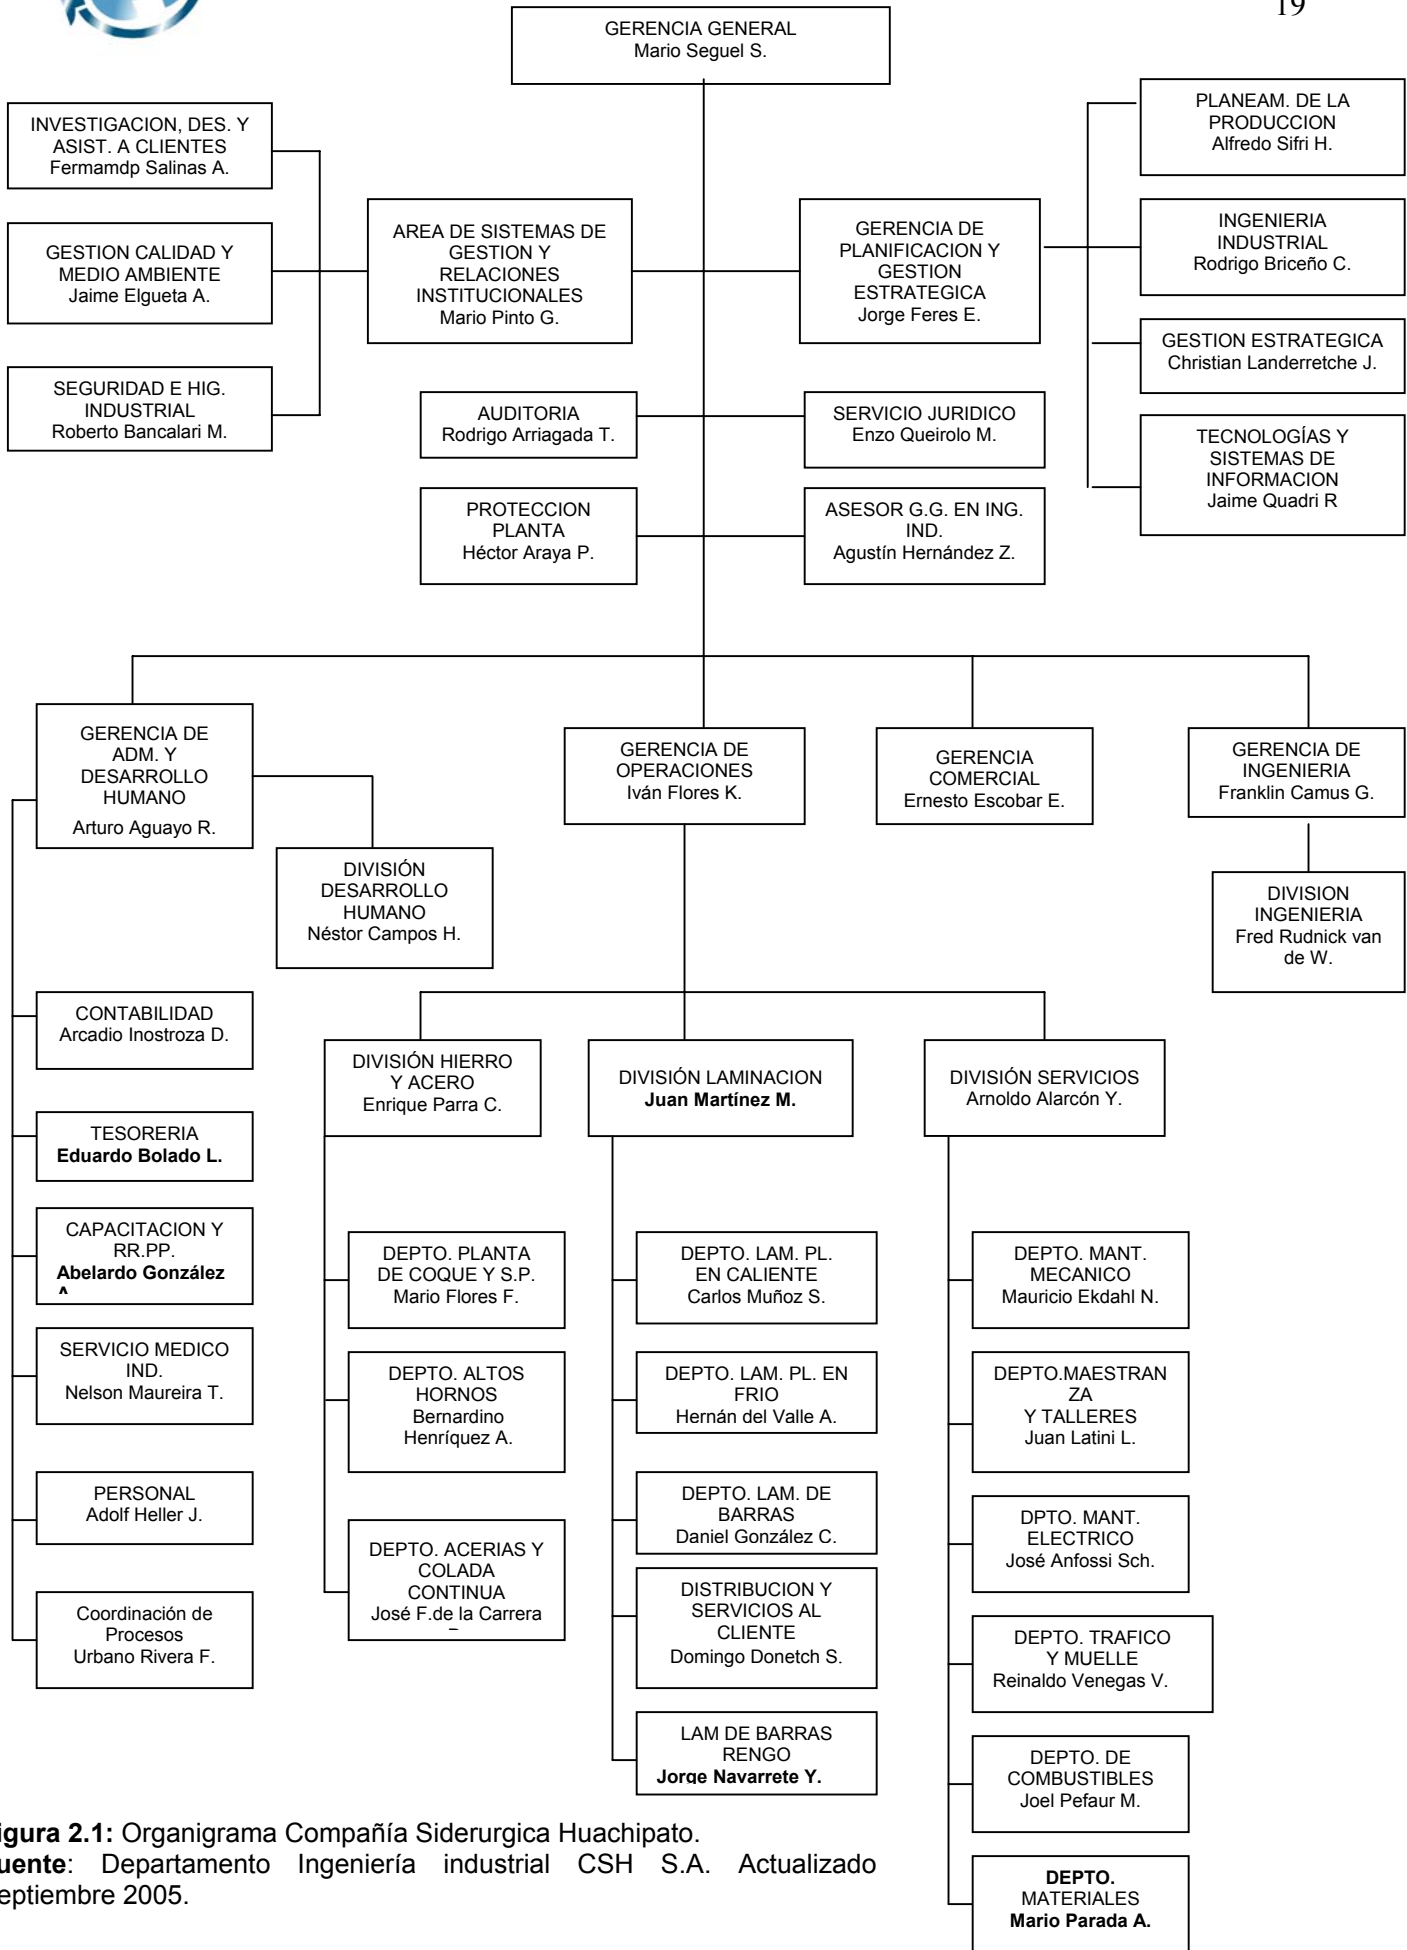 19
GERENCIA GENERAL
Mario Seguel S.
INVESTIGACION, DES. Y
ASIST. A CLIENTES
Fermamdp Salinas A.
GESTION CALIDAD Y
MEDIO AMBIENTE
Jaime Elgueta A.
SEGURIDAD E HIG.
INDUSTRIAL
Roberto Bancalari M.
AREA DE SISTEMAS DE
GESTION Y
RELACIONES
INSTITUCIONALES
Mario Pinto G.
GERENCIA DE
PLANIFICACION Y
GESTION
ESTRATEGICA
Jorge Feres E.
PLANEAM. DE LA
PRODUCCION
Alfredo Sifri H.
INGENIERIA
INDUSTRIAL
Rodrigo Briceño C.
GESTION ESTRATEGICA
Christian Landerretche J.
TECNOLOGÍAS Y
SISTEMAS DE
INFORMACION
Jaime Quadri R
AUDITORIA
Rodrigo Arriagada T.
SERVICIO JURIDICO
Enzo Queirolo M.
PROTECCION
PLANTA
Héctor Araya P.
ASESOR G.G. EN ING.
IND.
Agustín Hernández Z.
GERENCIA DE
ADM. Y
DESARROLLO
HUMANO
Arturo Aguayo R.
GERENCIA DE
OPERACIONES
Iván Flores K.
GERENCIA
COMERCIAL
Ernesto Escobar E.
GERENCIA DE
INGENIERIA
Franklin Camus G.
DIVISIÓN
DESARROLLO
HUMANO
Néstor Campos H.
DIVISION
INGENIERIA
Fred Rudnick van
de W.
CONTABILIDAD
Arcadio Inostroza D.
TESORERIA
Eduardo Bolado L.
CAPACITACION Y
RR.PP.
Abelardo González
A
SERVICIO MEDICO
IND.
Nelson Maureira T.
PERSONAL
Adolf Heller J.
Coordinación de
Procesos
Urbano Rivera F.
DIVISIÓN HIERRO
Y ACERO
Enrique Parra C.
DEPTO. PLANTA
DE COQUE Y S.P.
Mario Flores F.
DEPTO. ALTOS
HORNOS
Bernardino
Henríquez A.
DEPTO. ACERIAS Y
COLADA
CONTINUA
José F.de la Carrera
DIVISIÓN LAMINACION
Juan Martínez M.
DEPTO. LAM. PL.
EN CALIENTE
Carlos Muñoz S.
DEPTO. LAM. PL. EN
FRIO
Hernán del Valle A.
DEPTO. LAM. DE
BARRAS
Daniel González C.
DISTRIBUCION Y
SERVICIOS AL
CLIENTE
Domingo Donetch S.
LAM DE BARRAS
RENGO
Jorge Navarrete Y.
DIVISIÓN SERVICIOS
Arnoldo Alarcón Y.
DEPTO. MANT.
MECANICO
Mauricio Ekdahl N.
DEPTO.MAESTRAN
ZA
Y TALLERES
Juan Latini L.
DPTO. MANT.
ELECTRICO
José Anfossi Sch.
DEPTO. TRAFICO
Y MUELLE
Reinaldo Venegas V.
DEPTO. DE
COMBUSTIBLES
Joel Pefaur M.
DEPTO.
MATERIALES
Mario Parada A.
igura 2.1: Organigrama Compañía Siderurgica Huachipato.
uente: Departamento Ingeniería industrial CSH S.A. Actualizado
eptiembre 2005.